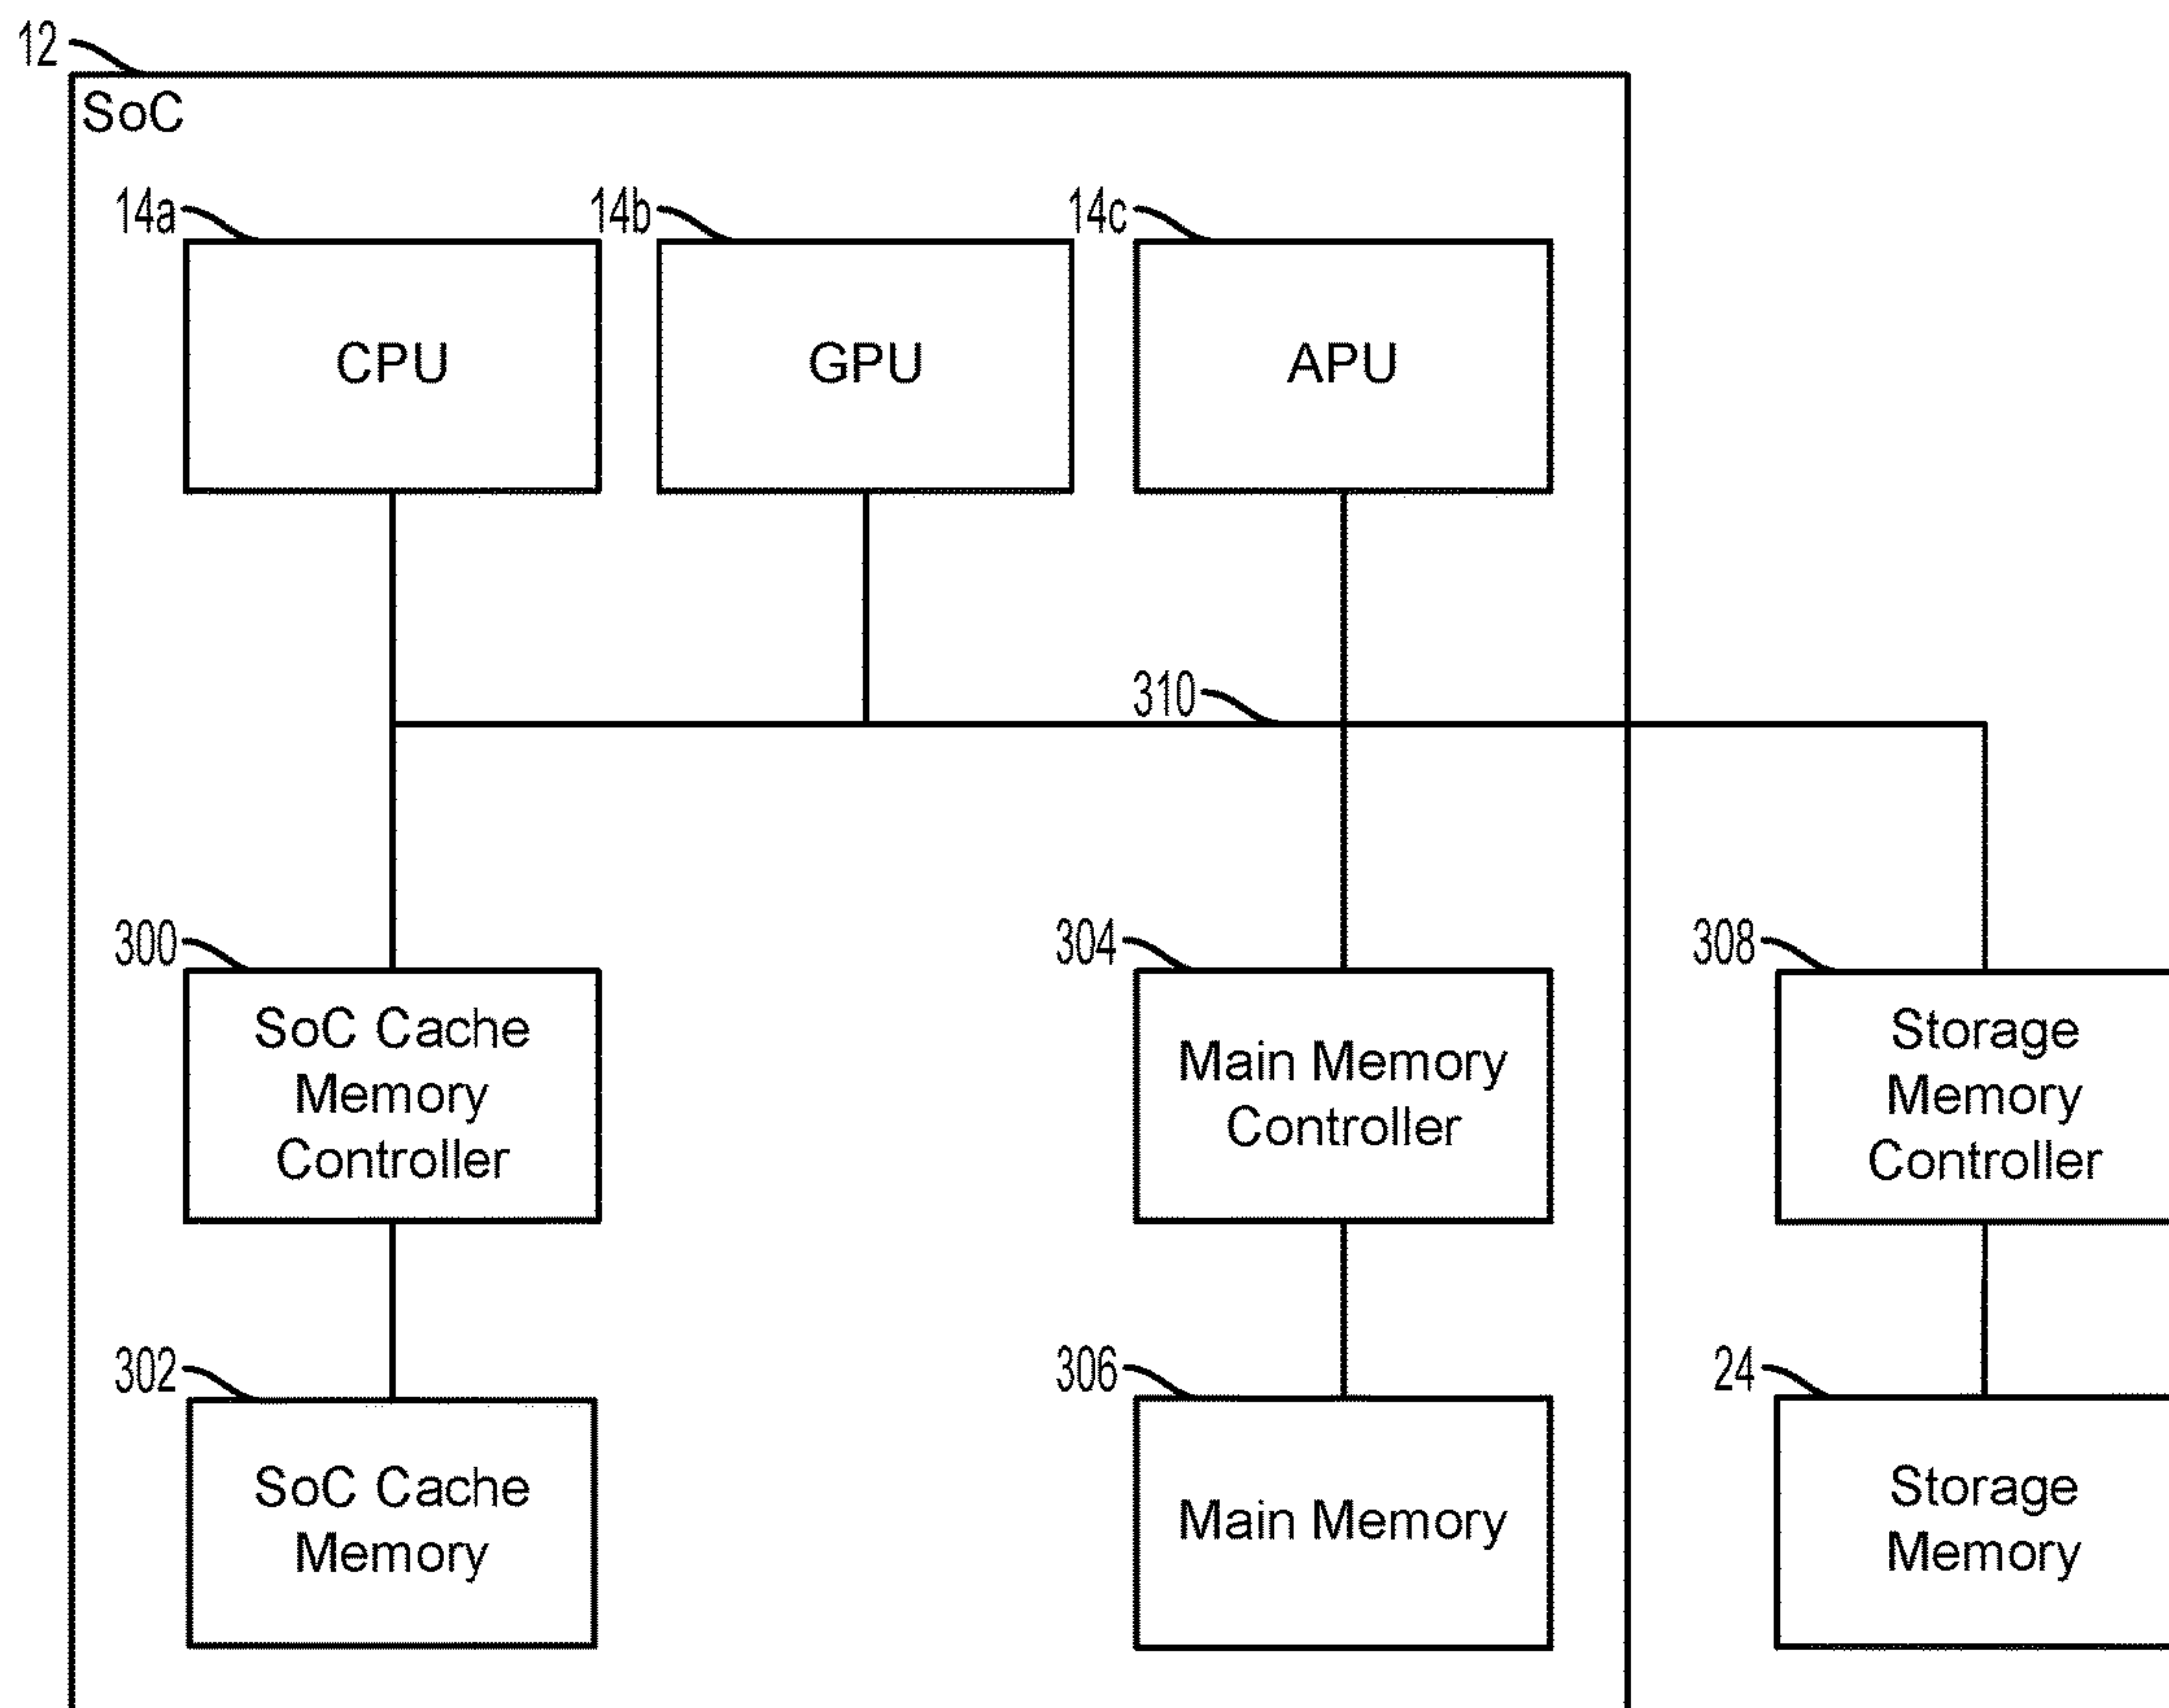 12
SoC
14a
14b
14c
CPU
GPU
APU
310
300
304
308
SoC Cache
Memory
Controller
Main Memory
Controller
Storage
Memory
Controller
302
306
24
SoC Cache
Memory
Main Memory
Storage
Memory